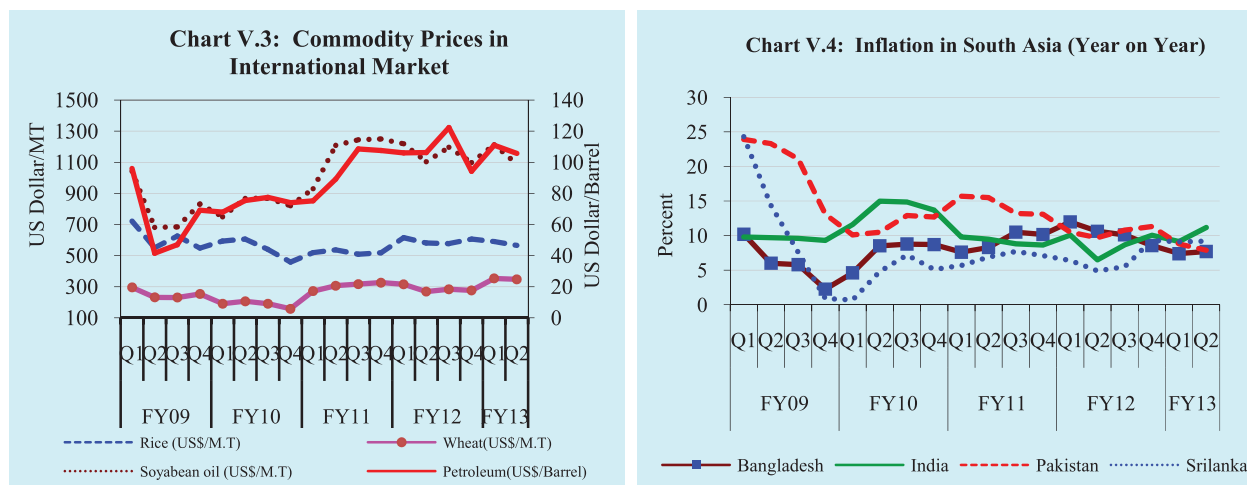 Chart V.3: Commodity Prices in
International Market
US Dollar/MT
1500
1300
1100
900
700
500
300
100
140
120
100
80
60
40
20
0
US Dollar/Barrel
Q1 Q2 Q3 Q4 Q1 Q2 Q3 Q4 Q1 Q2 Q3 Q4 Q1 Q2 Q3 Q4 Q1 Q2
FY09 FY10 FY11 FY12 FY13
Rice (US$/M.T) Wheat(US$/M.T)
Soyabean oil (US$/M.T) Petroleum(US$/Barrel)
Chart V.4: Inflation in South Asia (Year on Year)
Percent
30
25
20
15
10
5
0
Q1 Q2 Q3 Q4 Q1 Q2 Q3 Q4 Q1 Q2 Q3 Q4 Q1 Q2 Q3 Q4 Q1 Q2
FY09 FY10 FY11 FY12 FY13
Bangladesh India Pakistan Srilanka